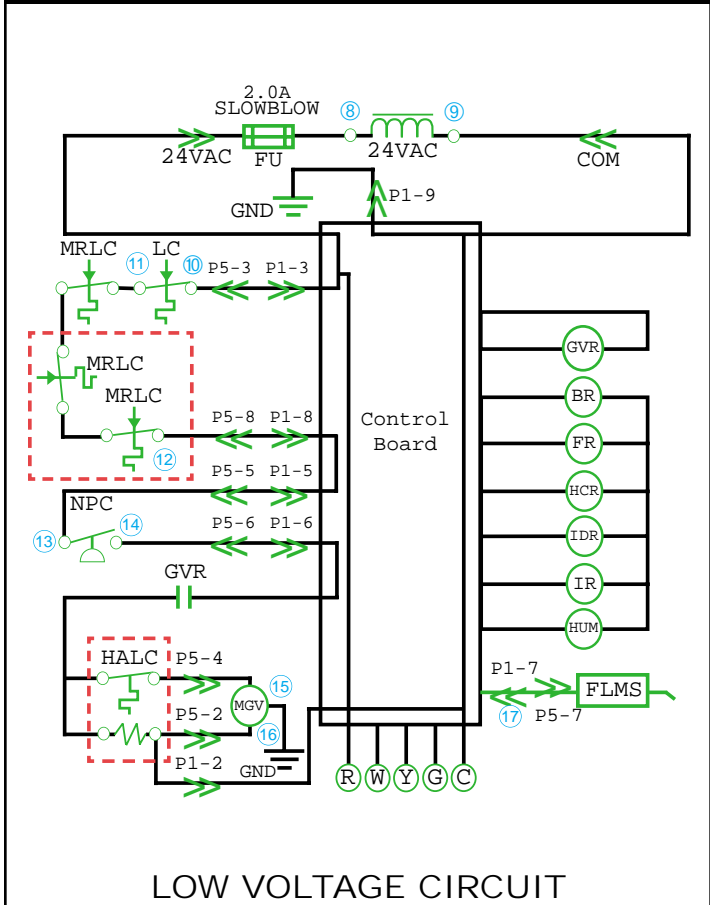 2.0A
SLOWBLOW
8
9
24VAC
FU
24VAC
COM
GND
P1-9
MRLC
11
LC
10
P5-3
P1-3
MRLC
MRLC
12
P5-8
P1-8
Control
Board
P5-5
P1-5
NPC
13
14
P5-6
P1-6
GVR
HALC
P5-4
MGV
15
16
P5-2
P1-2
GND
GVR
BR
FR
HCR
IDR
IR
HUM
P1-7
17
P5-7
FLMS
R W Y G C
LOW VOLTAGE CIRCUIT